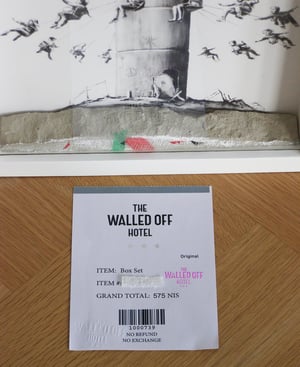 THE
WALLED OFF
HOTEL
Original
ITEM: Box Set
ITEM #:
THE
WALLED OFF
HOTEL
GRAND TOTAL: 575 NIS
1000739
NO REFUND
NO EXCHANGE